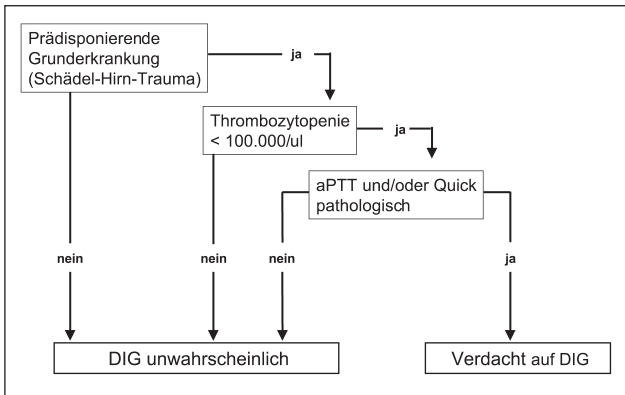 Prädisponierende
Grunderkrankung
(Schädel-Hirn-Trauma)
ja
Thrombozytopenie
< 100.000/ul
ja
aPTT und/oder Quick
pathologisch
nein
nein
nein
ja
DIG unwahrscheinlich
Verdacht auf DIG